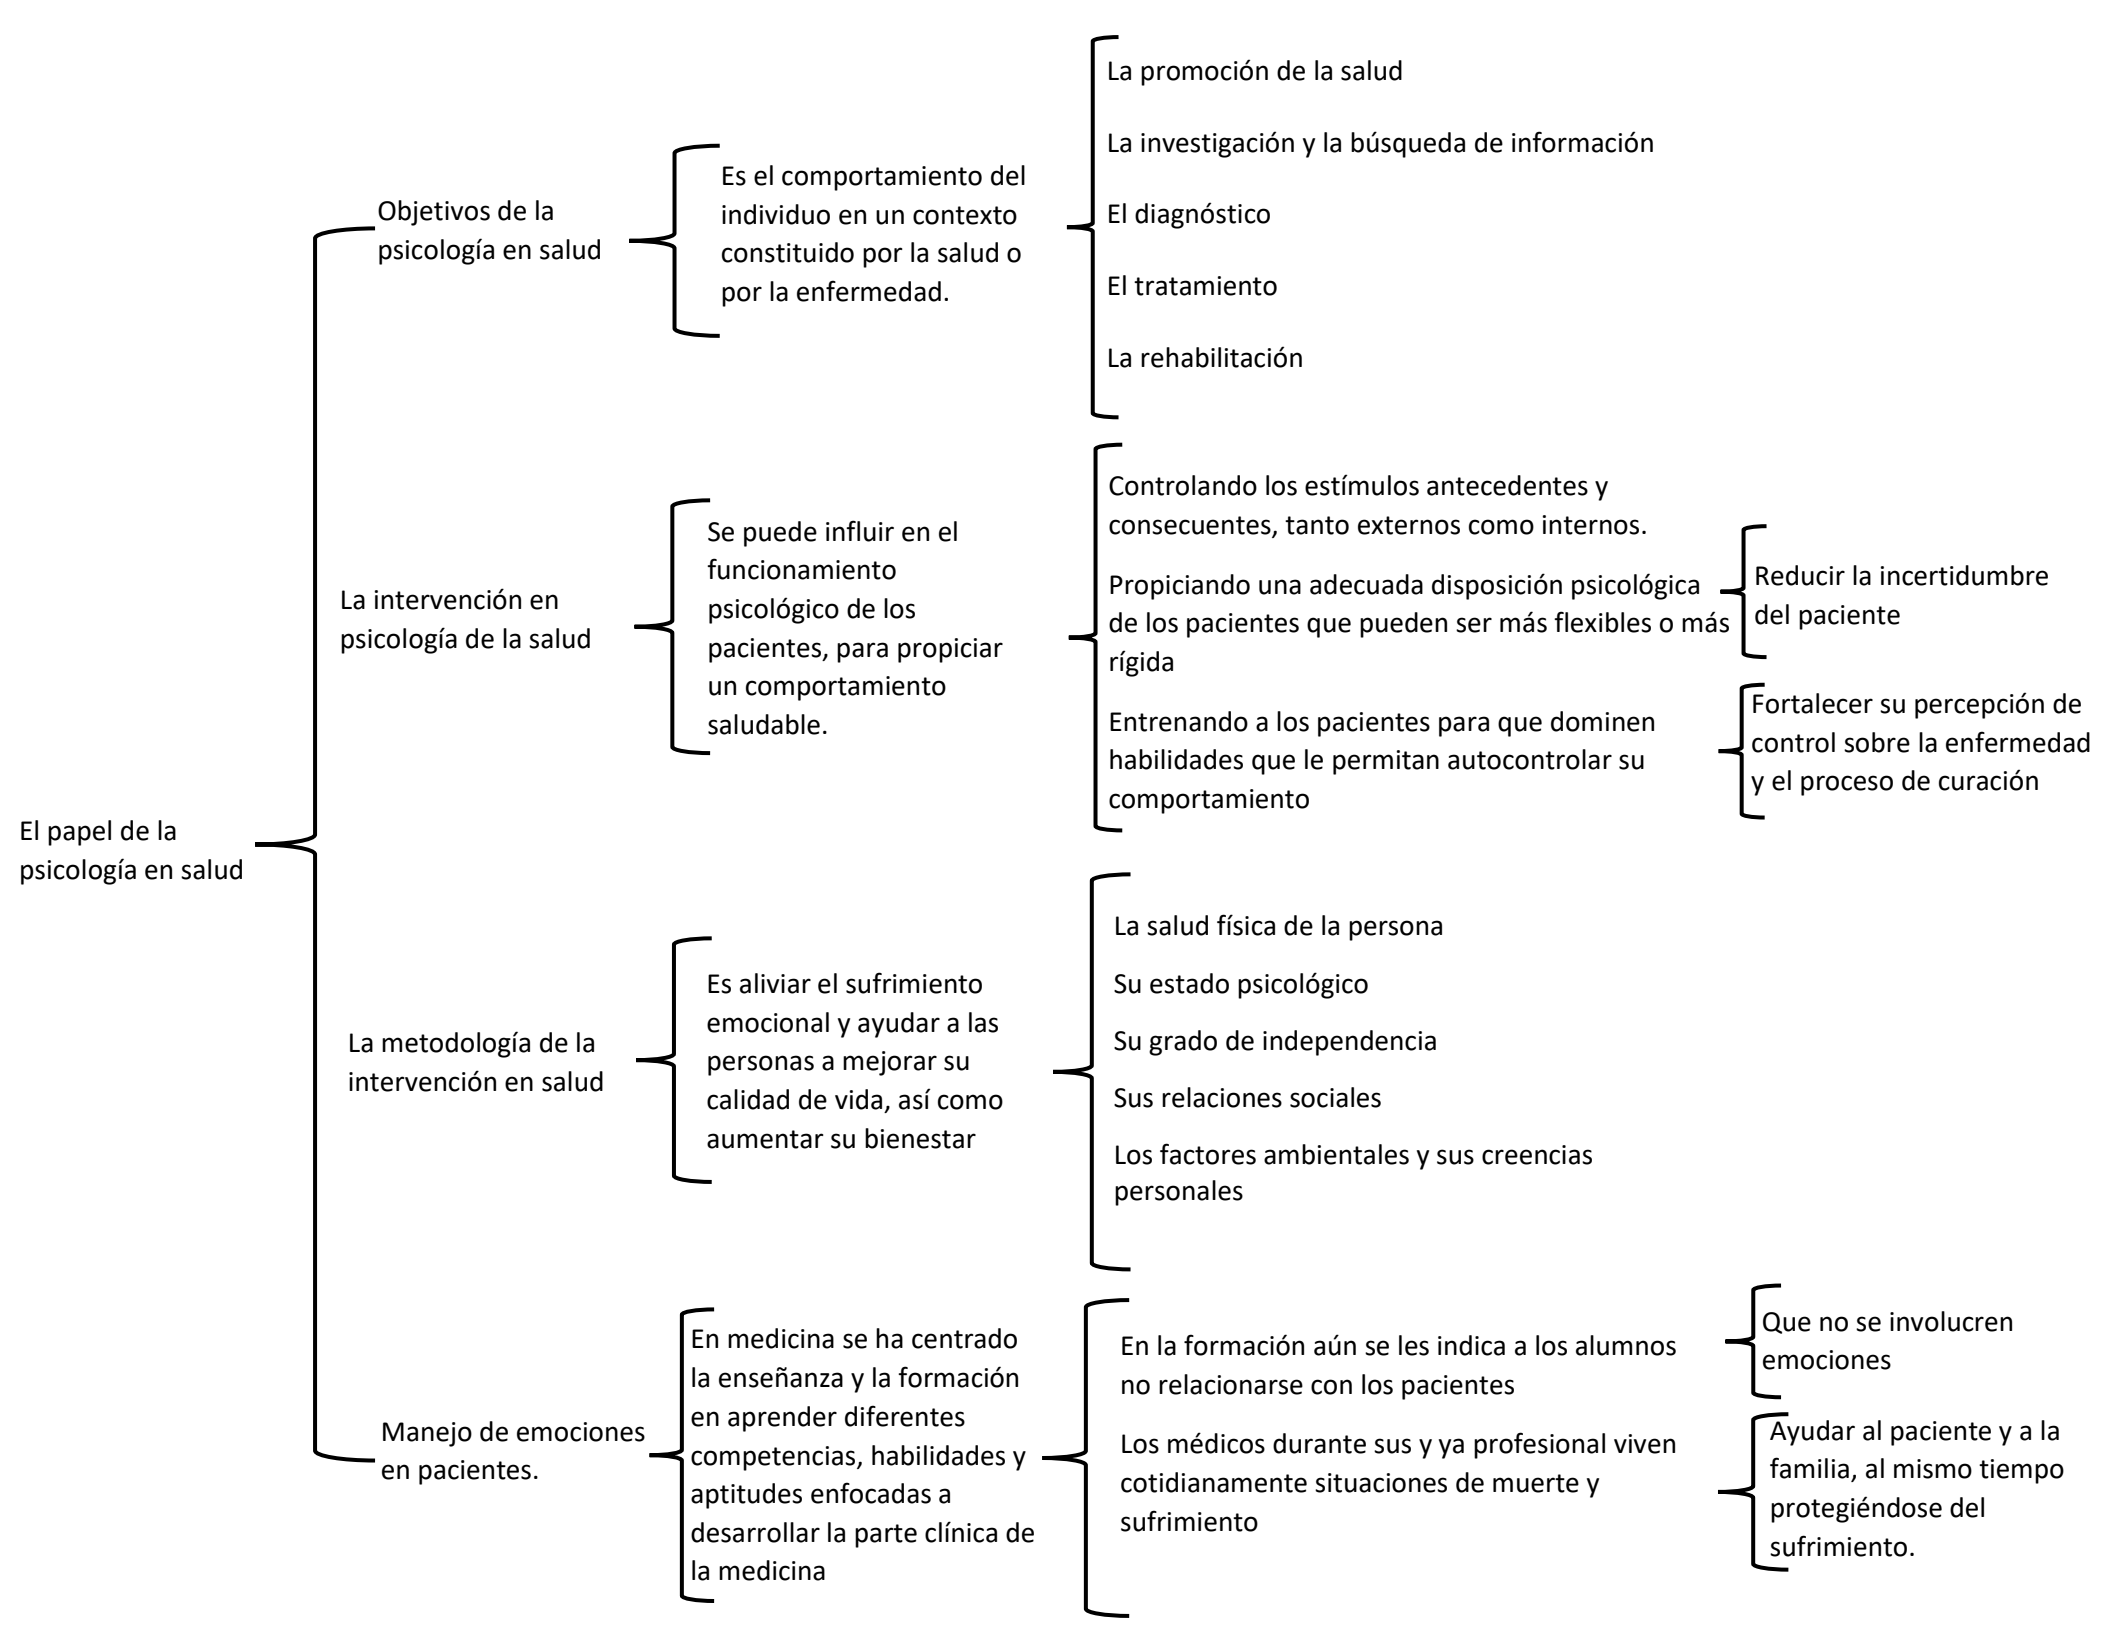 El papel de la
psicología en salud
Objetivos de la
psicología en salud
Es el comportamiento del
individuo en un contexto
constituido por la salud o
por la enfermedad.
La promoción de la salud
La investigación y la búsqueda de información
El diagnóstico
El tratamiento
La rehabilitación
La intervención en
psicología de la salud
Se puede influir en el
funcionamiento
psicológico de los
pacientes, para propiciar
un comportamiento
saludable.
Controlando los estímulos antecedentes y
consecuentes, tanto externos como internos.
Propiciando una adecuada disposición psicológica
de los pacientes que pueden ser más flexibles o más
rígida
Reducir la incertidumbre
del paciente
Entrenando a los pacientes para que dominen
habilidades que le permitan autocontrolar su
comportamiento
Fortalecer su percepción de
control sobre la enfermedad
y el proceso de curación
La metodología de la
intervención en salud
Es aliviar el sufrimiento
emocional y ayudar a las
personas a mejorar su
calidad de vida, así como
aumentar su bienestar
La salud física de la persona
Su estado psicológico
Su grado de independencia
Sus relaciones sociales
Los factores ambientales y sus creencias
personales
Manejo de emociones
en pacientes.
En medicina se ha centrado
la enseñanza y la formación
en aprender diferentes
competencias, habilidades y
aptitudes enfocadas a
desarrollar la parte clínica de
la medicina
En la formación aún se les indica a los alumnos
no relacionarse con los pacientes
Que no se involucren
emociones
Los médicos durante sus y ya profesional viven
cotidianamente situaciones de muerte y
sufrimiento
Ayudar al paciente y a la
familia, al mismo tiempo
protegiéndose del
sufrimiento.